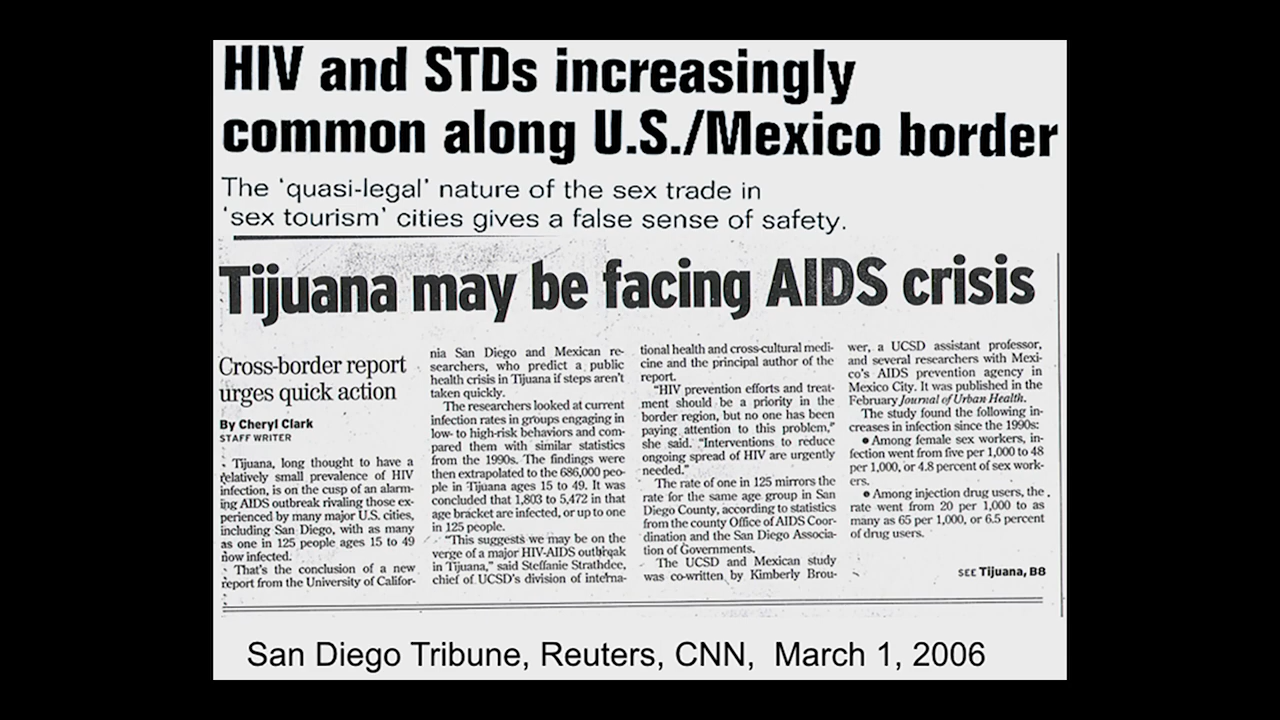 HIV and STDs increasingly
common along U.S./Mexico border
The ‘quasi-legal’ nature of the sex trade in
‘sex tourism’ cities gives a false sense of safety.
Tijuana may be facing AIDS crisis
Cross-border report
urges quick action
By Cheryl Clark
STAFF WRITER
Tijuana, long thought to have a
relatively small prevalence of HIV
infection, is on the cusp of an alarm-
ing AIDS outbreak rivaling those ex-
perienced by many major U.S. cities,
including San Diego, with as many
as one in 125 people ages 15 to 49
now infected.
That's the conclusion of a new
report from the University of Califor-
nia San Diego and Mexican re-
searchers, who predict a public
health crisis in Tijuana if steps aren't
taken quickly.
The researchers looked at current
infection rates in groups engaging in
low- to high-risk behaviors and com-
pared them with similar statistics
from the 1990s. The findings were
then extrapolated to the 686,000 peo-
ple in Tijuana ages 15 to 49. It was
concluded that 1,803 to 5,472 in that
age bracket are infected, or up to one
in 125 people.
“This suggests we may be on the
verge of a major HIV-AIDS outbreak
in Tijuana,” said Steffanie Strathdee,
chief of UCSD's division of interna-
tional health and cross-cultural medi-
cine and the principal author of the
report.
“HIV prevention efforts and treat-
ment should be a priority in the
border region, but no one has been
paying attention to this problem,”
she said. “Interventions to reduce
ongoing spread of HIV are urgently
needed.”
The rate of one in 125 mirrors the
rate for the same age group in San
Diego County, according to statistics
from the county Office of AIDS Coor-
dination and the San Diego Associa-
tion of Governments.
The UCSD and Mexican study
was co-written by Kimberly Brou-
wer, a UCSD assistant professor,
and several researchers with Mexi-
co's AIDS prevention agency in
Mexico City. It was published in the
February Journal of Urban Health.
The study found the following in-
creases in infection since the 1990s:
● Among female sex workers, in-
fection went from five per 1,000 to 48
per 1,000, or 4.8 percent of sex work-
ers.
● Among injection drug users, the
rate went from 20 per 1,000 to as
many as 65 per 1,000, or 6.5 percent
of drug users.
SEE Tijuana, B8
San Diego Tribune, Reuters, CNN, March 1, 2006